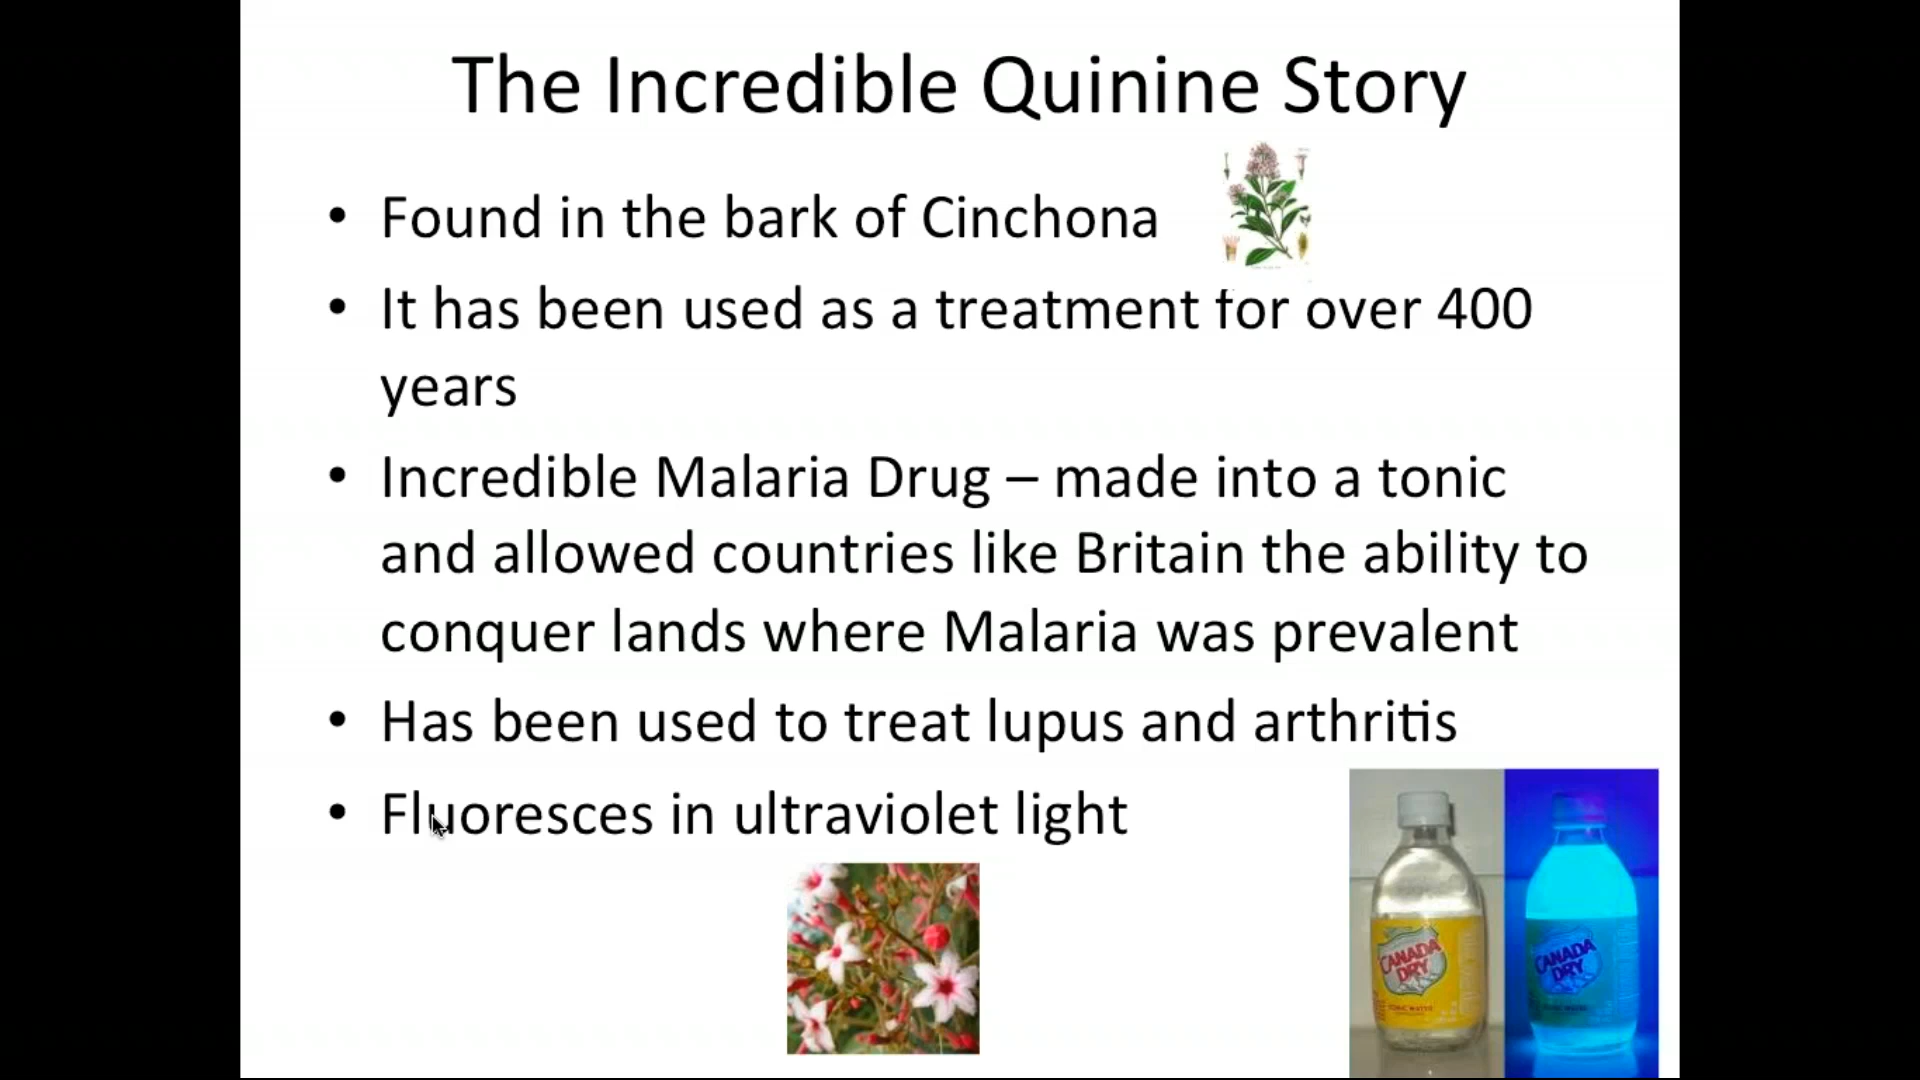 The Incredible Quinine Story
• Found in the bark of Cinchona
• It has been used as a treatment for over 400
years
• Incredible Malaria Drug – made into a tonic
and allowed countries like Britain the ability to
conquer lands where Malaria was prevalent
• Has been used to treat lupus and arthritis
• Fluoresces in ultraviolet light
CANADA
DRY
TONIC WATER
CANADA
DRY